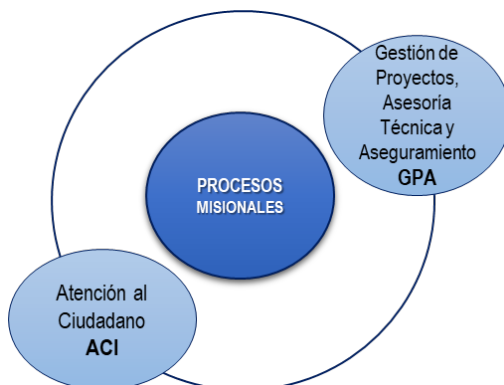 Gestión de
Proyectos,
Asesoría
Técnica y
Aseguramiento
GPA
PROCESOS
MISIONALES
Atención al
Ciudadano
ACI